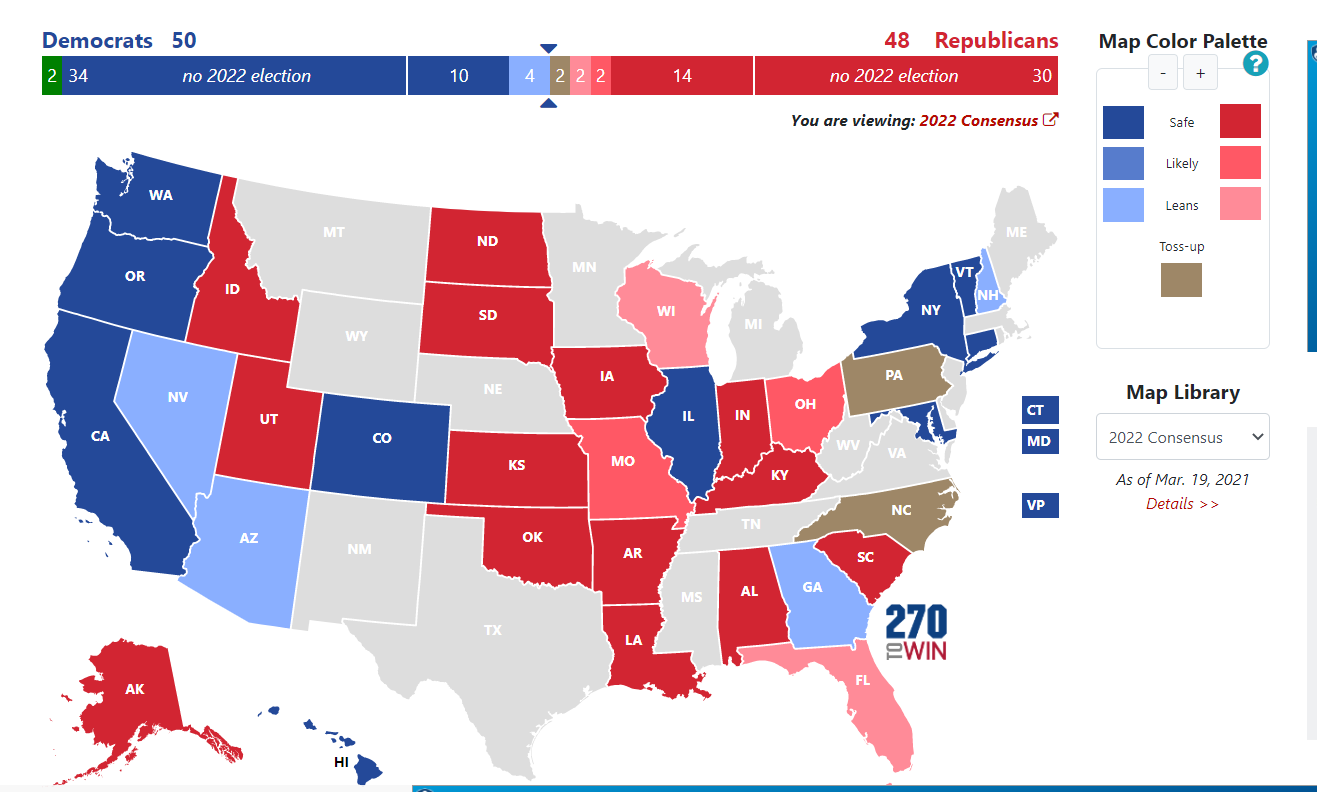 Democrats 50
48 Republicans
Map Color Palette
2 34 no 2022 election 10 4 2 2 2 14 no 2022 election 30
- +
?
You are viewing: 2022 Consensus
Safe
Likely
Leans
Toss-up
WA
MT
ND
MN
ME
VT
OR
ID
SD
WI
NH
NY
MI
WY
IA
PA
NE
NV
OH
UT
IL
IN
CO
CA
WV
VA
KS
MO
KY
CT
MD
VP
NC
TN
AZ
NM
OK
AR
SC
MS
AL
GA
TX
LA
FL
270
TO
WIN
AK
HI
Map Library
2022 Consensus
As of Mar. 19, 2021
Details >>